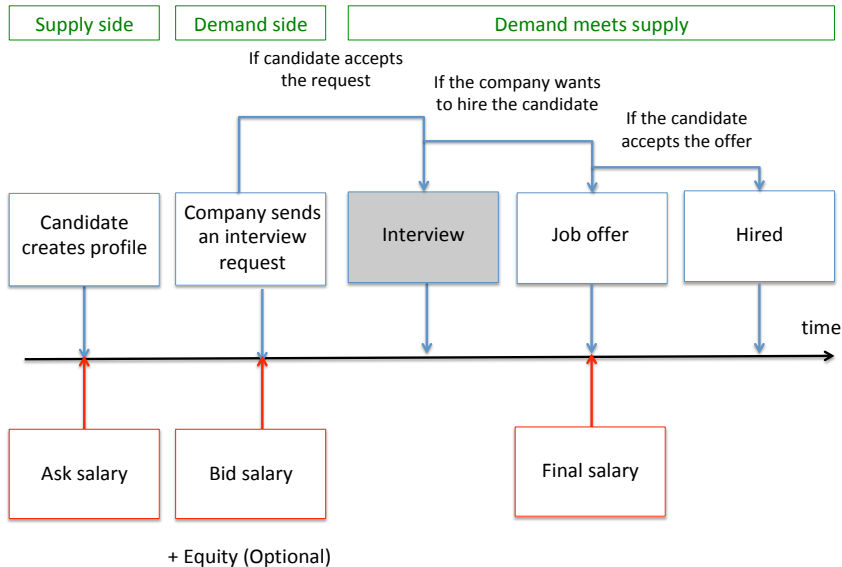 Supply side
Demand side
Demand meets supply
If candidate accepts
the request
If the company wants
to hire the candidate
If the candidate
accepts the offer
Candidate
creates profile
Company sends
an interview
request
Interview
Job offer
Hired
time
Ask salary
Bid salary
Final salary
+ Equity (Optional)